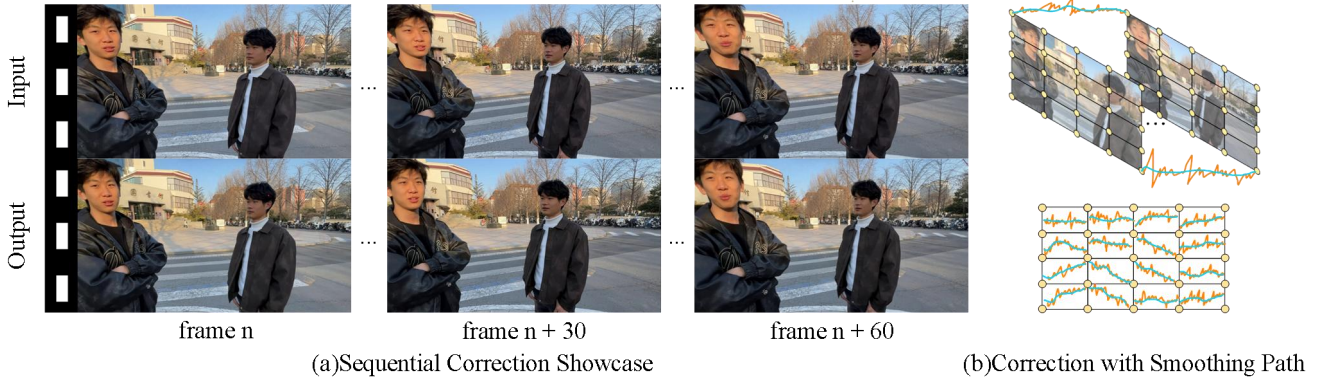 Input
...
...
...
Output
...
...
frame n
frame n + 30
frame n + 60
(a)Sequential Correction Showcase
(b)Correction with Smoothing Path